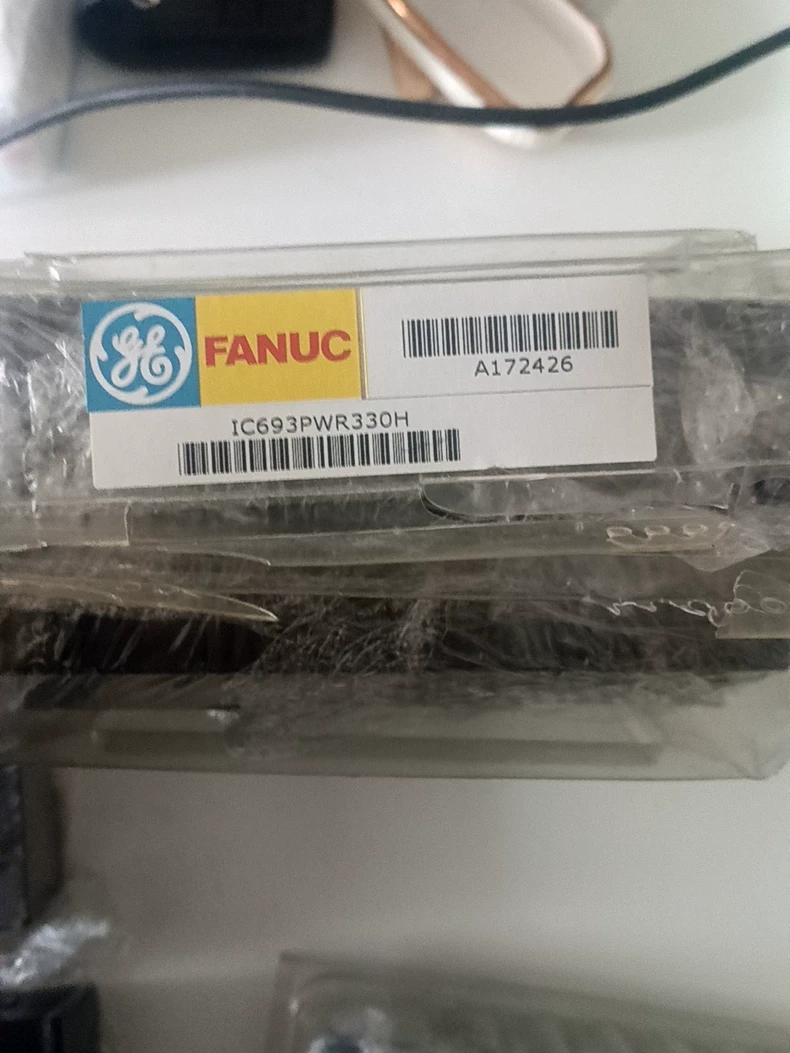 GE
FANUC
A172426
IC693PWR330H